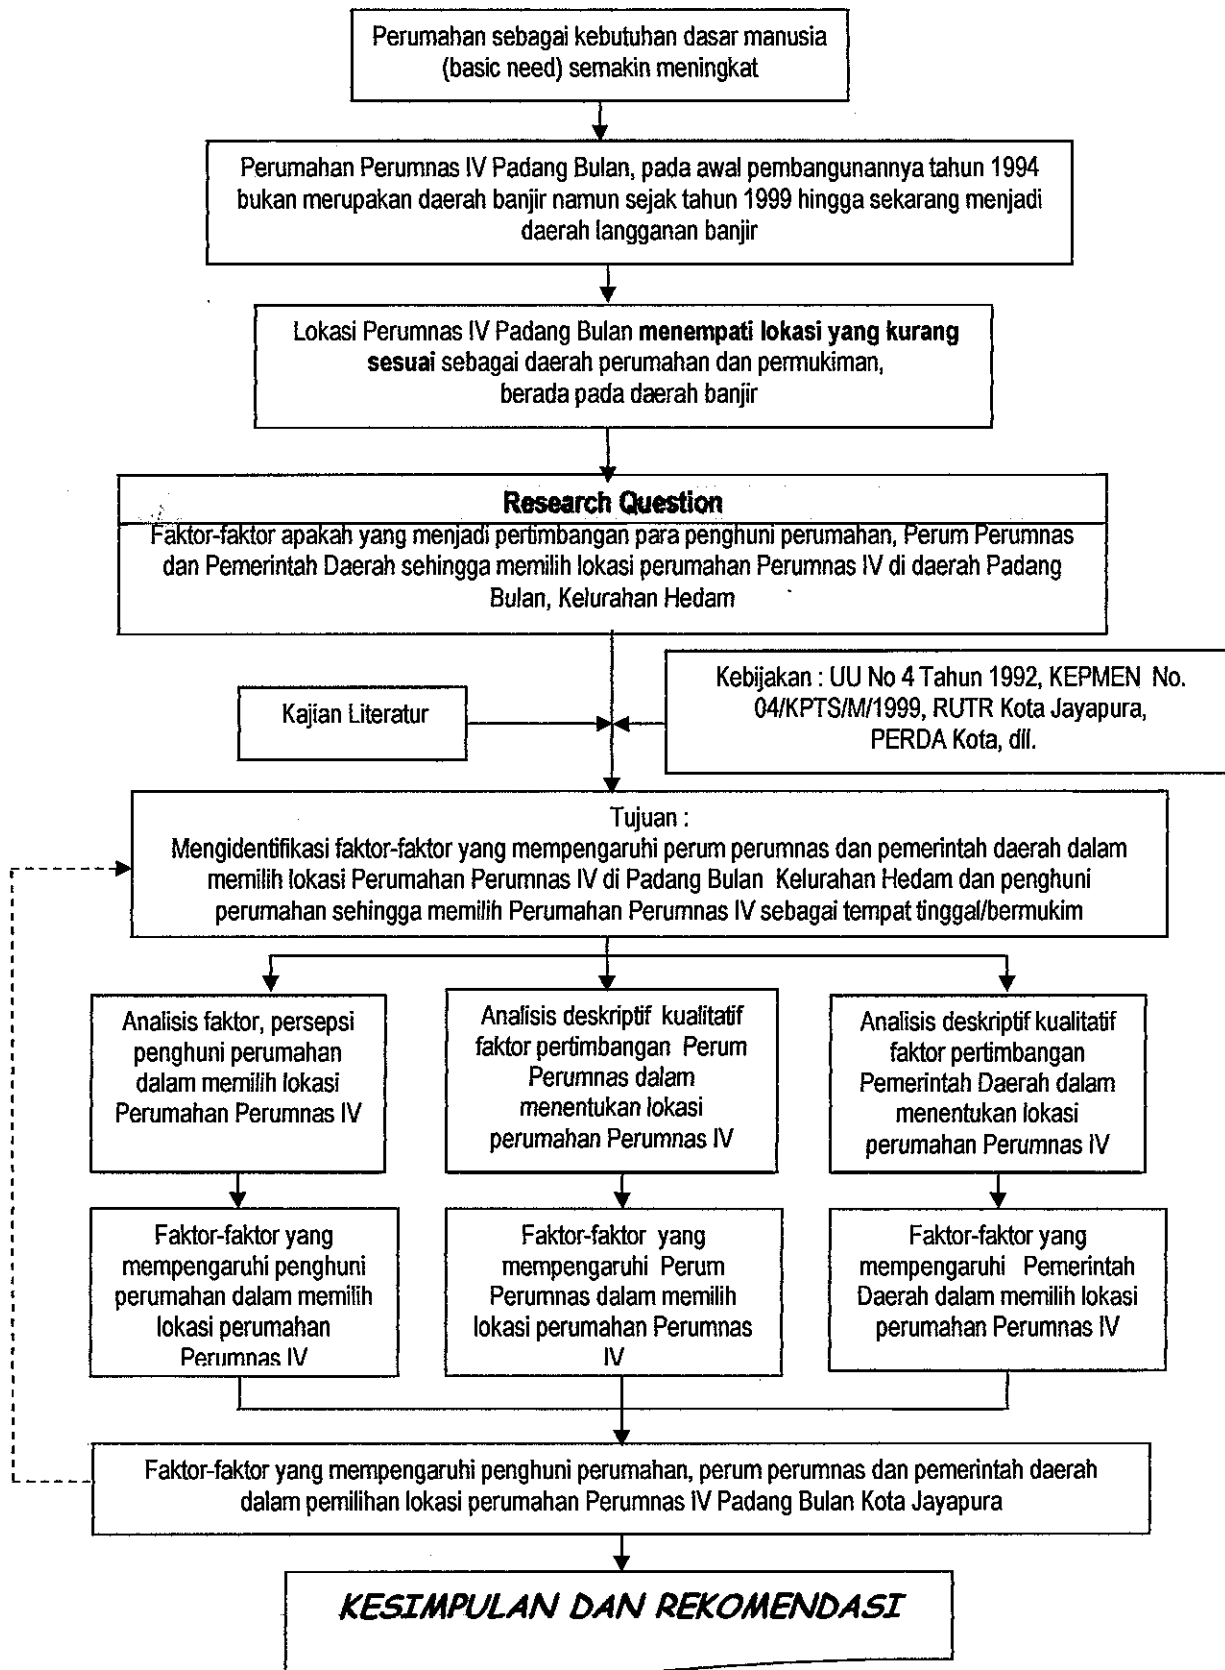 Perumahan sebagai kebutuhan dasar manusia
(basic need) semakin meningkat
Perumahan Perumnas IV Padang Bulan, pada awal pembangunannya tahun 1994
bukan merupakan daerah banjir namun sejak tahun 1999 hingga sekarang menjadi
daerah langganan banjir
Lokasi Perumnas IV Padang Bulan menempati lokasi yang kurang
sesuai sebagai daerah perumahan dan permukiman,
berada pada daerah banjir
Research Question
Faktor-faktor apakah yang menjadi pertimbangan para penghuni perumahan, Perum Perumnas
dan Pemerintah Daerah sehingga memilih lokasi perumahan Perumnas IV di daerah Padang
Bulan, Kelurahan Hedam
Kajian Literatur
Kebijakan : UU No 4 Tahun 1992, KEPMEN No.
04/KPTS/M/1999, RUTR Kota Jayapura,
PERDA Kota, dll.
Tujuan :
Mengidentifikasi faktor-faktor yang mempengaruhi perum perumnas dan pemerintah daerah dalam
memilih lokasi Perumahan Perumnas IV di Padang Bulan Kelurahan Hedam dan penghuni
perumahan sehingga memilih Perumahan Perumnas IV sebagai tempat tinggal/bermukim
Analisis faktor, persepsi
penghuni perumahan
dalam memilih lokasi
Perumahan Perumnas IV
Analisis deskriptif kualitatif
faktor pertimbangan Perum
Perumnas dalam
menentukan lokasi
perumahan Perumnas IV
Analisis deskriptif kualitatif
faktor pertimbangan
Pemerintah Daerah dalam
menentukan lokasi
perumahan Perumnas IV
Faktor-faktor yang
mempengaruhi penghuni
perumahan dalam memilih
lokasi perumahan
Perumnas IV
Faktor-faktor yang
mempengaruhi Perum
Perumnas dalam memilih
lokasi perumahan Perumnas
IV
Faktor-faktor yang
mempengaruhi Pemerintah
Daerah dalam memilih lokasi
perumahan Perumnas IV
Faktor-faktor yang mempengaruhi penghuni perumahan, perum perumnas dan pemerintah daerah
dalam pemilihan lokasi perumahan Perumnas IV Padang Bulan Kota Jayapura
KESIMPULAN DAN REKOMENDASI